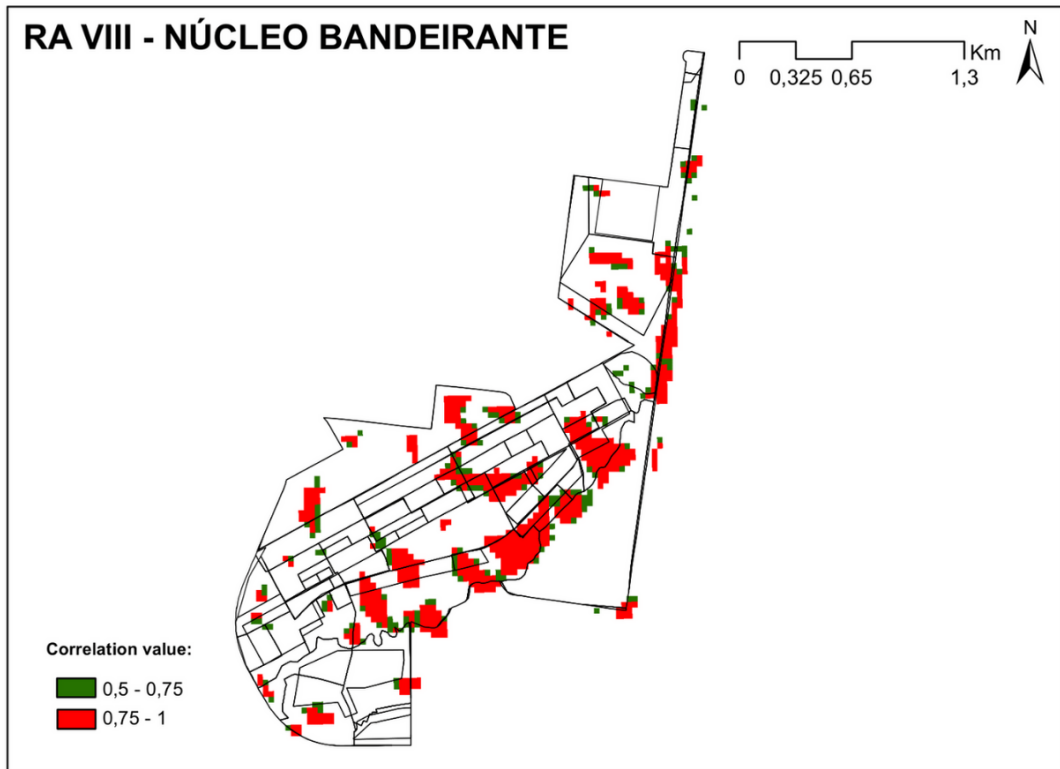 RA VIII - NÚCLEO BANDEIRANTE
N
Km
0 0,325 0,65 1,3
Correlation value:
0,5 - 0,75
0,75 - 1